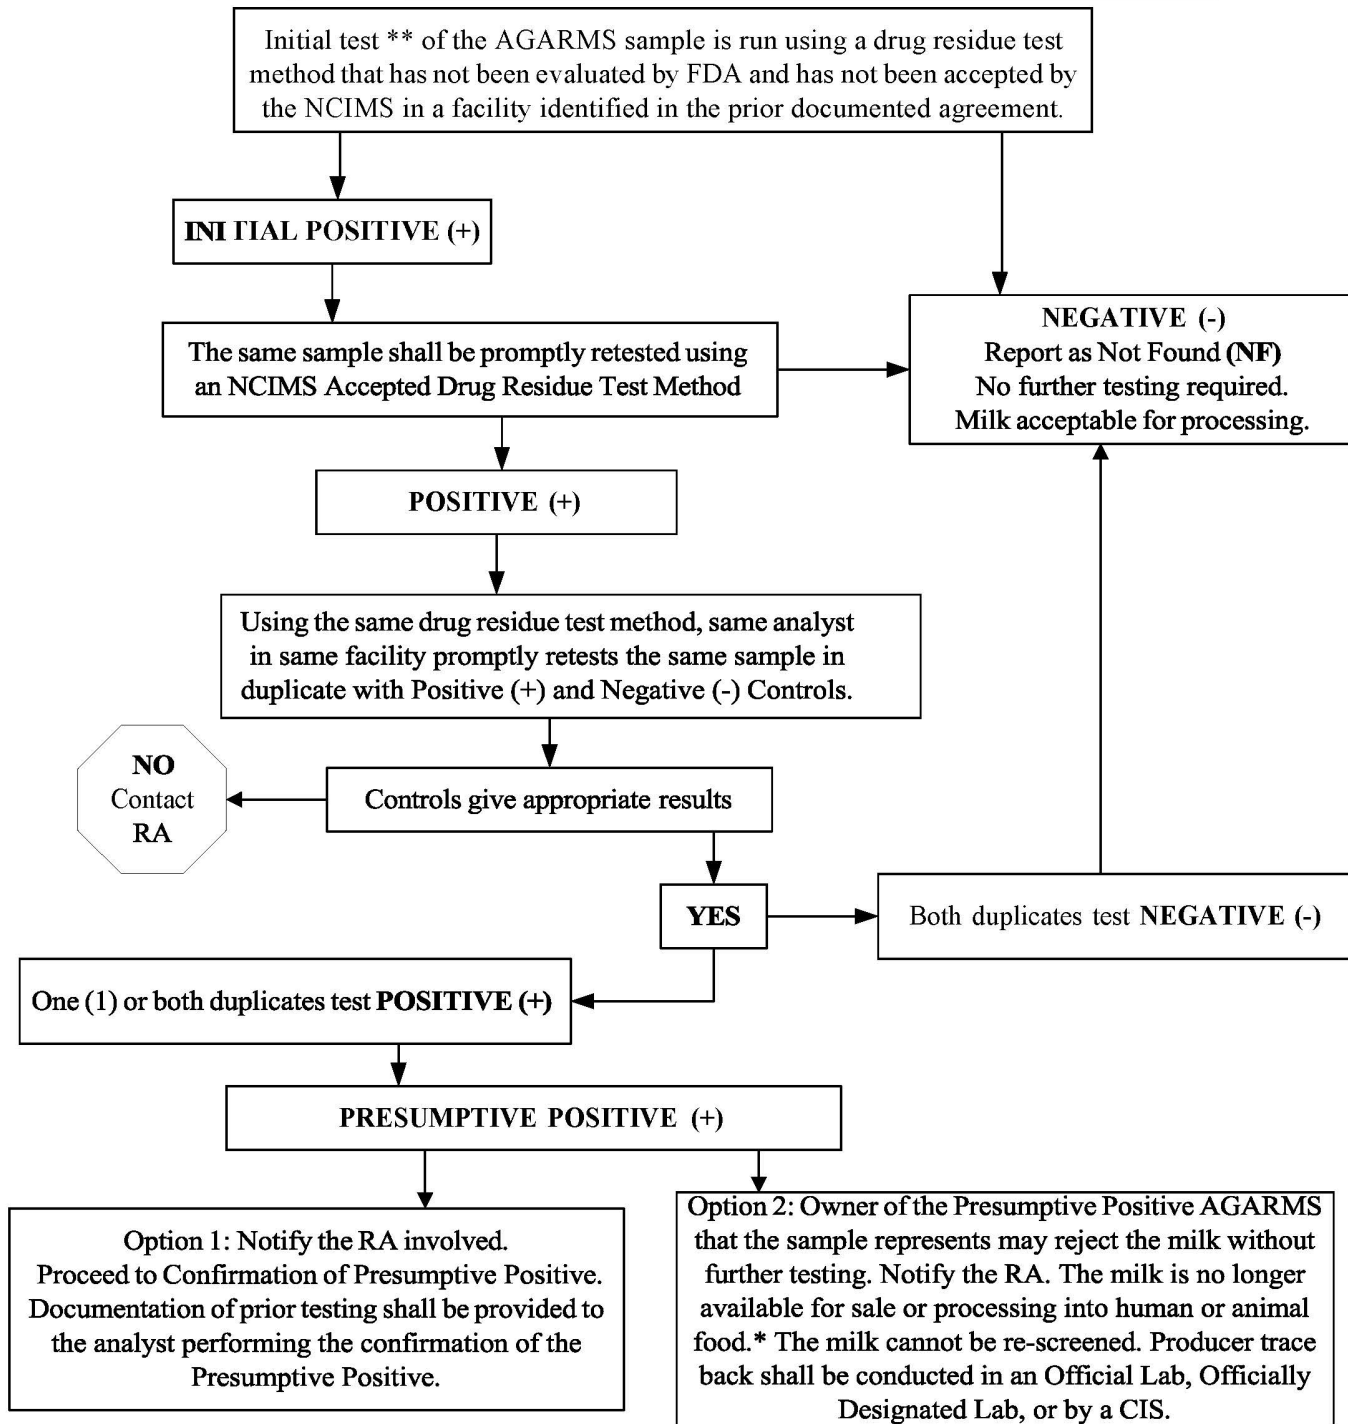 Initial test ** of the AGARMS sample is run using a drug residue test
method that has not been evaluated by FDA and has not been accepted by
the NCIMS in a facility identified in the prior documented agreement.
INITIAL POSITIVE (+)
The same sample shall be promptly retested using
an NCIMS Accepted Drug Residue Test Method
NEGATIVE (-)
Report as Not Found (NF)
No further testing required.
Milk acceptable for processing.
POSITIVE (+)
Using the same drug residue test method, same analyst
in same facility promptly retests the same sample in
duplicate with Positive (+) and Negative (-) Controls.
NO
Contact
RA
Controls give appropriate results
YES
Both duplicates test NEGATIVE (-)
One (1) or both duplicates test POSITIVE (+)
PRESUMPTIVE POSITIVE (+)
Option 1: Notify the RA involved.
Proceed to Confirmation of Presumptive Positive.
Documentation of prior testing shall be provided to
the analyst performing the confirmation of the
Presumptive Positive.
Option 2: Owner of the Presumptive Positive AGARMS
that the sample represents may reject the milk without
further testing. Notify the RA. The milk is no longer
available for sale or processing into human or animal
food.* The milk cannot be re-screened. Producer trace
back shall be conducted in an Official Lab, Officially
Designated Lab, or by a CIS.